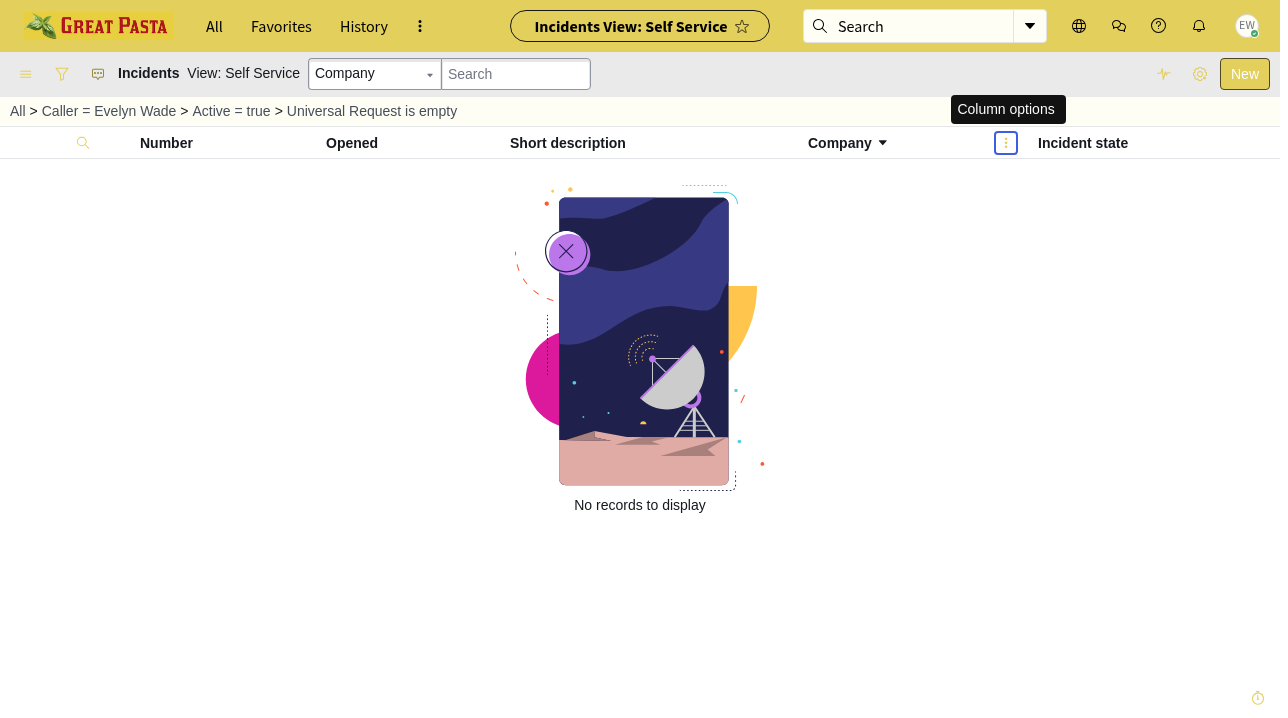 GREAT PASTA
All
Favorites
History
Incidents View: Self Service
Search
EW
Incidents
View: Self Service
Company
Search
New
All > Caller = Evelyn Wade > Active = true > Universal Request is empty
Column options
Number
Opened
Short description
Company
Incident state
No records to display